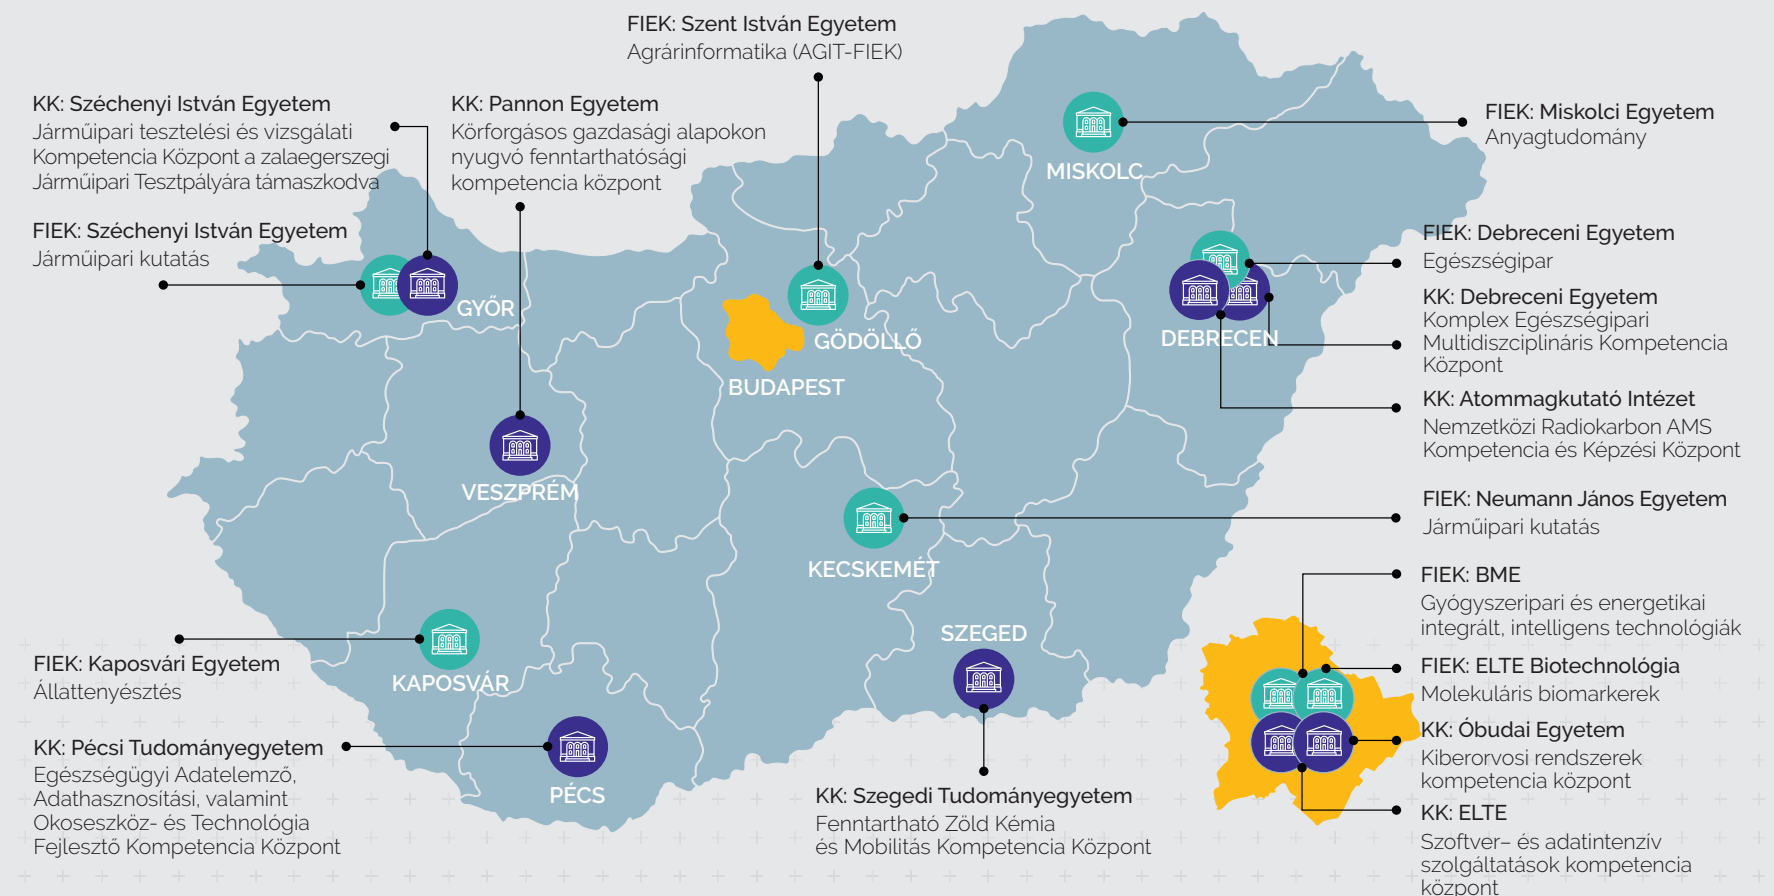 FIEK: Szent István Egyetem
Agrárinformatika (AGIT-FIEK)
KK: Széchenyi István Egyetem
Járműipari tesztelési és vizsgálati
Kompetencia Központ a zalaegerszegi
Járműipari Tesztpályára támaszkodva
KK: Pannon Egyetem
Körforgásos gazdasági alapokon
nyugvó fenntarthatósági
kompetencia központ
FIEK: Széchenyi István Egyetem
Járműipari kutatás
FIEK: Miskolci Egyetem
Anyagtudomány
MISKOLC
FIEK: Debreceni Egyetem
Egészségipar
KK: Debreceni Egyetem
Komplex Egészségipari
Multidiszciplináris Kompetencia
Központ
KK: Atommagkutató Intézet
Nemzetközi Radiokarbon AMS
Kompetencia és Képzési Központ
GYŐR
GÖDÖLLŐ
DEBRECEN
BUDAPEST
VESZPRÉM
FIEK: Neumann János Egyetem
Járműipari kutatás
KECSKEMÉT
FIEK: BME
Gyógyszeripari és energetikai
integrált, intelligens technológiák
FIEK: ELTE Biotechnológia
Molekuláris biomarkerek
KK: Óbudai Egyetem
Kiberorvosi rendszerek
kompetencia központ
KK: ELTE
Szoftver– és adatintenzív
szolgáltatások kompetencia
központ
SZEGED
KAPOSVÁR
FIEK: Kaposvári Egyetem
Állattenyésztés
KK: Pécsi Tudományegyetem
Egészségügyi Adatelemző,
Adathasznosítási, valamint
Okoseszköz- és Technológia
Fejlesztő Kompetencia Központ
PÉCS
KK: Szegedi Tudományegyetem
Fenntartható Zöld Kémia
és Mobilitás Kompetencia Központ